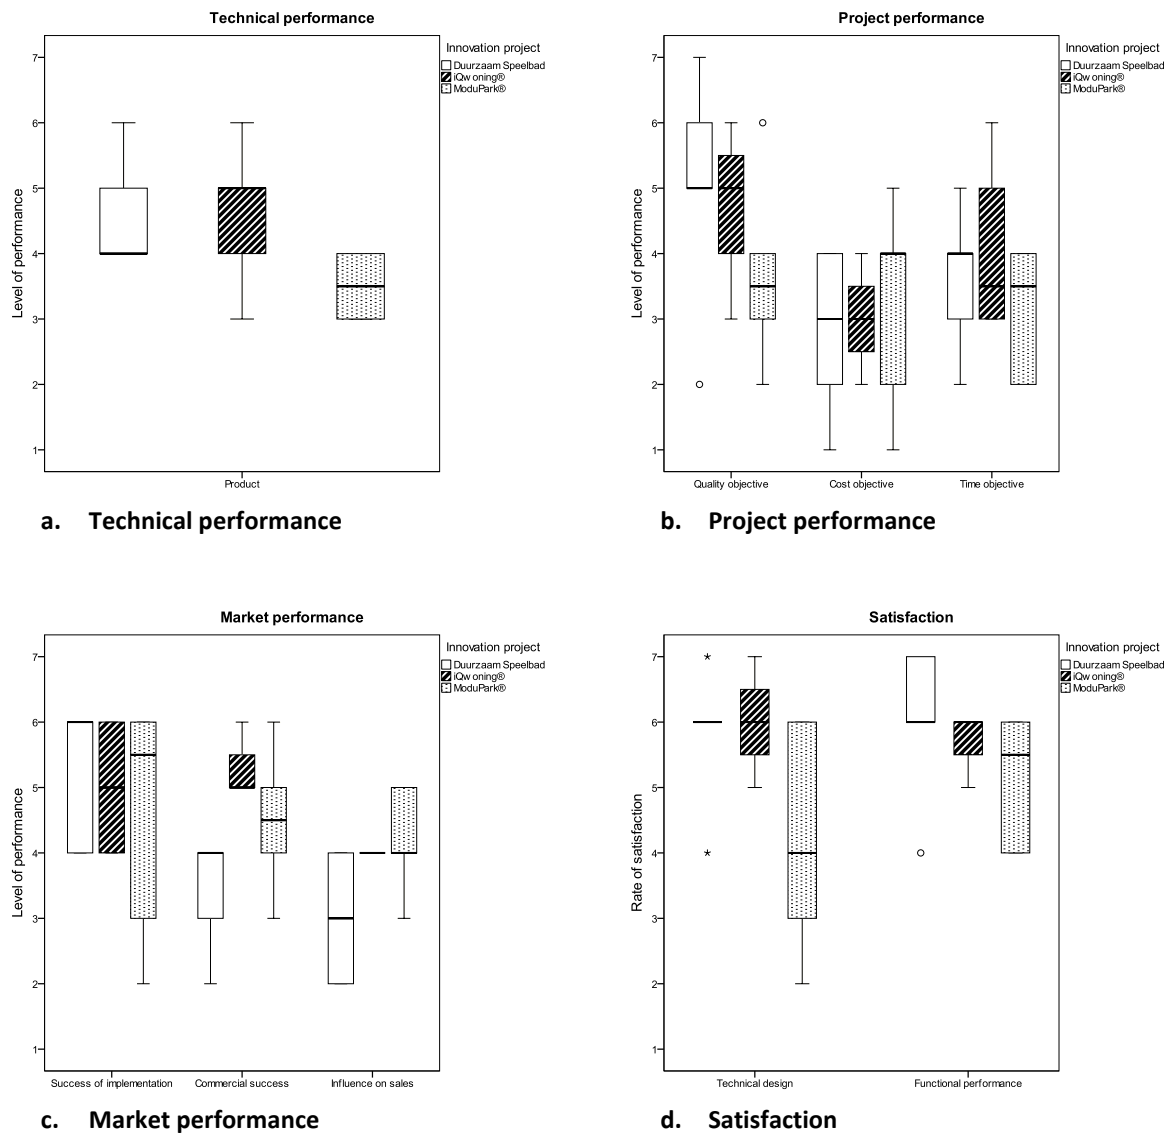 Technical performance
Innovation project
Duurzaam Speelbad
iQw oning®
ModuPark®
Level of performance
7
6
5
4
3
2
1
Product
a. Technical performance
Project performance
Innovation project
Duurzaam Speelbad
iQw oning®
ModuPark®
Level of performance
7
6
5
4
3
2
1
Quality objective Cost objective Time objective
b. Project performance
Market performance
Innovation project
Duurzaam Speelbad
iQw oning®
ModuPark®
Level of performance
7
6
5
4
3
2
1
Success of implementation Commercial success Influence on sales
c. Market performance
Satisfaction
Innovation project
Duurzaam Speelbad
iQw oning®
ModuPark®
Rate of satisfaction
7
6
5
4
3
2
1
Technical design Functional performance
d. Satisfaction